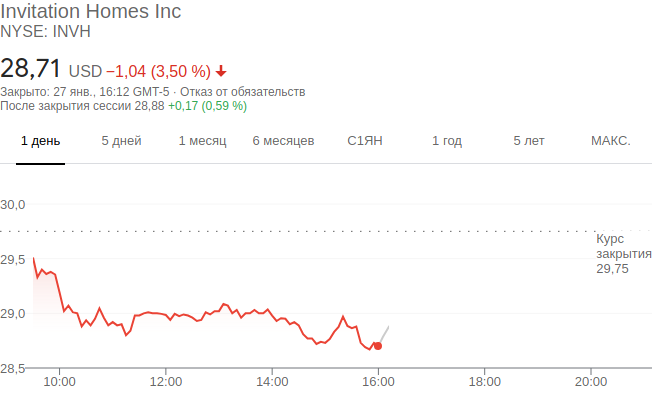 Invitation Homes Inc
NYSE: INVH
28,71 USD −1,04 (3,50 %)
Закрыто: 27 янв., 16:12 GMT-5 · Отказ от обязательств
После закрытия сессии 28,88 +0,17 (0,59 %)
1 день 5 дней 1 месяц 6 месяцев С1ЯН 1 год 5 лет МАКС.
30,0
Курс
закрытия
29,75
29,5
29,0
28,5
10:00 12:00 14:00 16:00 18:00 20:00